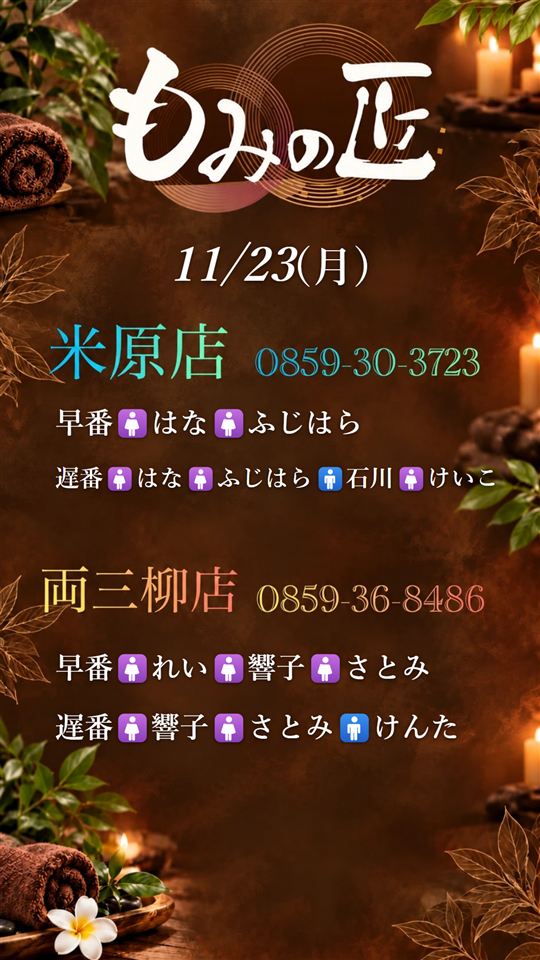 もみの匠
11/23(月)
米原店 0859-30-3723
早番🚺はな🚺ふじはら
遅番🚺はな🚺ふじはら🚹石川🚺けいこ
両三柳店 0859-36-8486
早番🚺れい🚺響子🚺さとみ
遅番🚺響子🚺さとみ🚹けんた